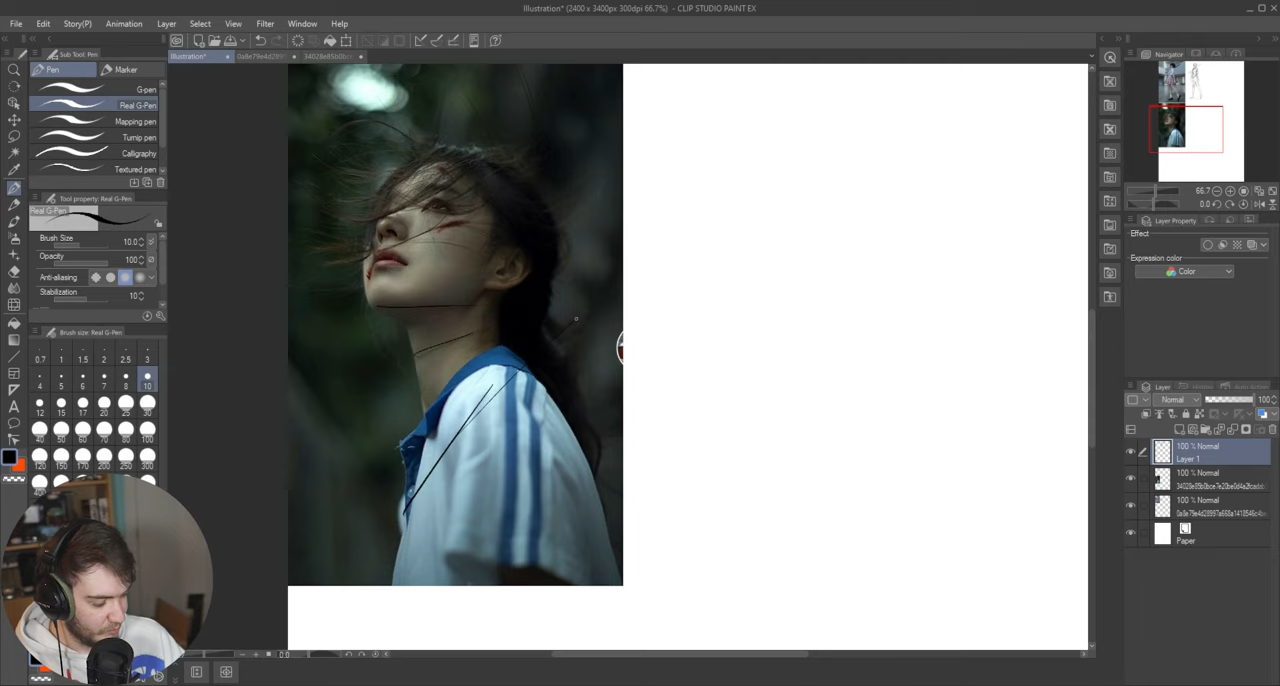 Illustration* (2400 x 3400px 300dpi 66.7%) - CLIP STUDIO PAINT EX
File Edit Story(P) Animation Layer Select View Filter Window Help
Sub Tool: Pen
Illustration*
Pen Marker
G-pen
Real G-Pen
Mapping pen
Turnip pen
Calligraphy
Textured pen
Tool property: Real G-Pen
Real G-Pen
Brush Size 10.0
Opacity 100
Anti-aliasing
Stabilization 10
Brush size: Real G-Pen
0.7 1 1.5 2 2.5 3
4 5 6 7 8 10
12 15 17 20 25 30
40 50 60 70 80 100
120 150 170 200 250 300
Navigator
66.7
0.0
Layer Property
Effect
Expression color
Color
Layer
Normal 100
100 % Normal
Layer 1
100 % Normal
100 % Normal
Paper